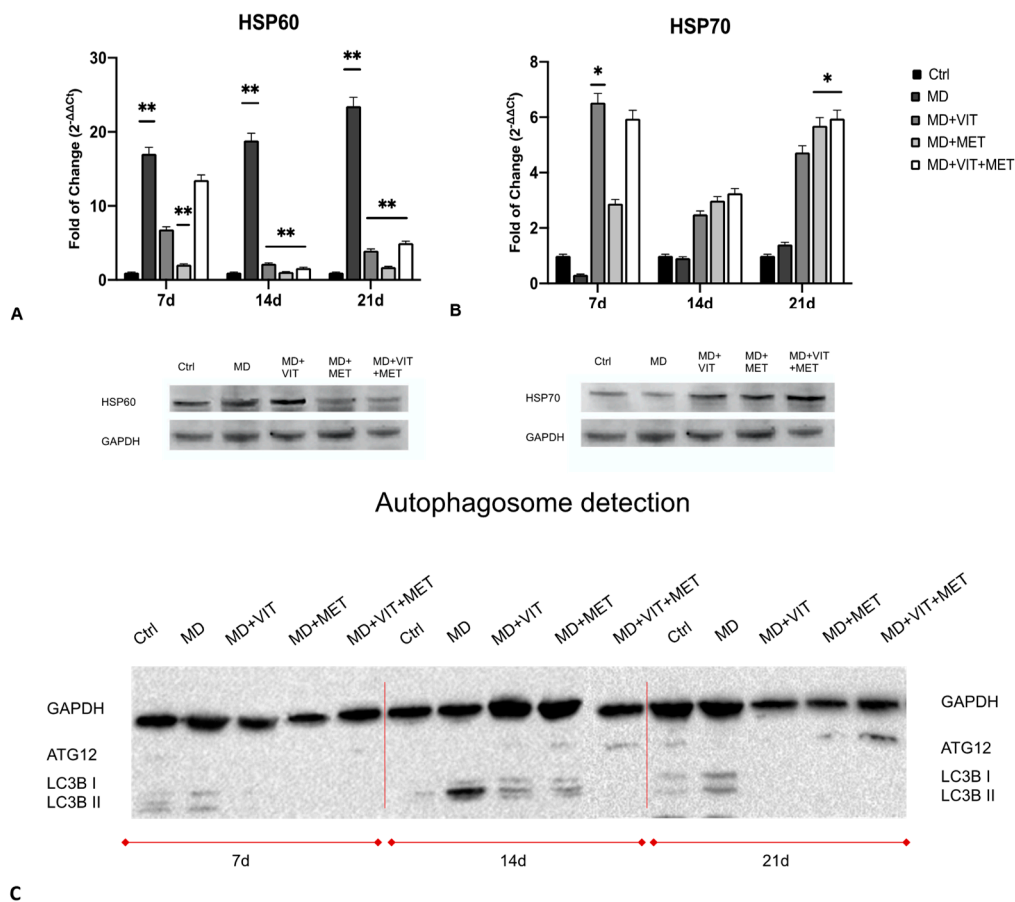 HSP60
HSP70
Fold of Change (2-ΔΔCt)
30
20
10
0
** ** ** ** ** **
7d 14d 21d
A
Fold of Change (2-ΔΔCt)
8
6
4
2
0
* *
7d 14d 21d
B
Ctrl
MD
MD+VIT
MD+MET
MD+VIT+MET
Ctrl MD MD+ MD+ MD+VIT
VIT MET +MET
HSP60
GAPDH
Ctrl MD MD+ MD+ MD+VIT
VIT MET +MET
HSP70
GAPDH
Autophagosome detection
Ctrl MD MD+VIT MD+MET MD+VIT+MET Ctrl MD MD+VIT MD+MET MD+VIT+MET Ctrl MD MD+VIT MD+MET MD+VIT+MET
GAPDH GAPDH
ATG12 ATG12
LC3B I LC3B I
LC3B II LC3B II
7d 14d 21d
C